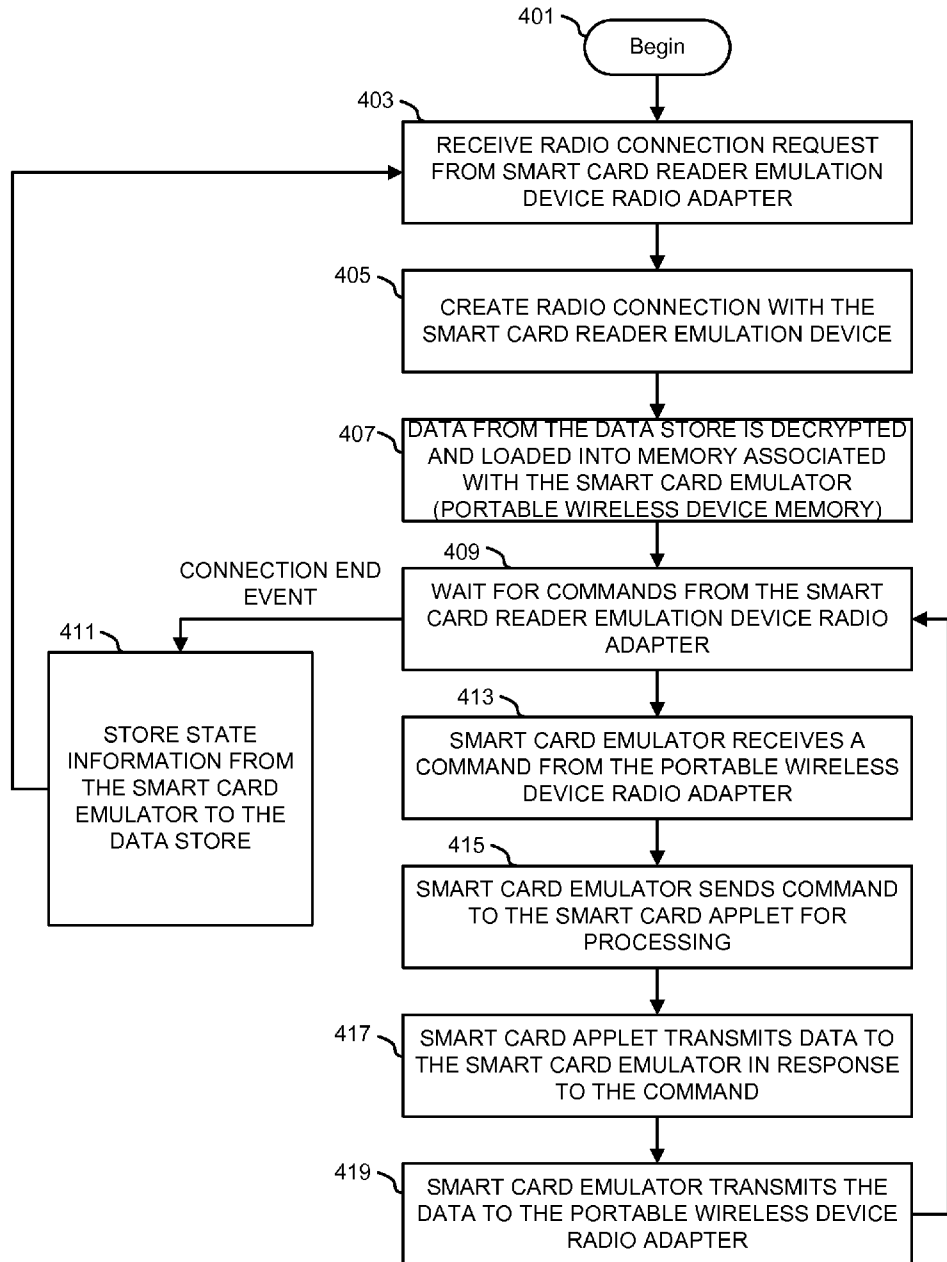 401
Begin
403
RECEIVE RADIO CONNECTION REQUEST
FROM SMART CARD READER EMULATION
DEVICE RADIO ADAPTER
405
CREATE RADIO CONNECTION WITH THE
SMART CARD READER EMULATION DEVICE
407
DATA FROM THE DATA STORE IS DECRYPTED
AND LOADED INTO MEMORY ASSOCIATED
WITH THE SMART CARD EMULATOR
(PORTABLE WIRELESS DEVICE MEMORY)
409
WAIT FOR COMMANDS FROM THE SMART
CARD READER EMULATION DEVICE RADIO
ADAPTER
CONNECTION END
EVENT
411
STORE STATE
INFORMATION FROM
THE SMART CARD
EMULATOR TO THE
DATA STORE
413
SMART CARD EMULATOR RECEIVES A
COMMAND FROM THE PORTABLE WIRELESS
DEVICE RADIO ADAPTER
415
SMART CARD EMULATOR SENDS COMMAND
TO THE SMART CARD APPLET FOR
PROCESSING
417
SMART CARD APPLET TRANSMITS DATA TO
THE SMART CARD EMULATOR IN RESPONSE
TO THE COMMAND
419
SMART CARD EMULATOR TRANSMITS THE
DATA TO THE PORTABLE WIRELESS DEVICE
RADIO ADAPTER